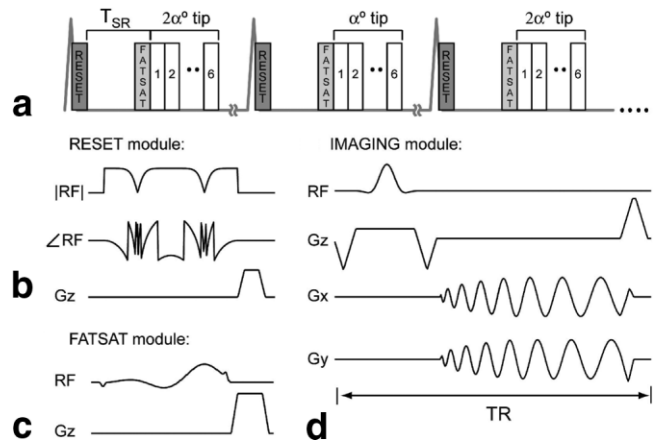 T_SR 2α° tip α° tip 2α° tip
RESET FATSAT 1 2 •• 6 RESET FATSAT 1 2 •• 6 RESET FATSAT 1 2 •• 6 ••••
a
RESET module:
|RF|
∠RF
b Gz
FATSAT module:
RF
c Gz
IMAGING module:
RF
Gz
Gx
Gy
d TR